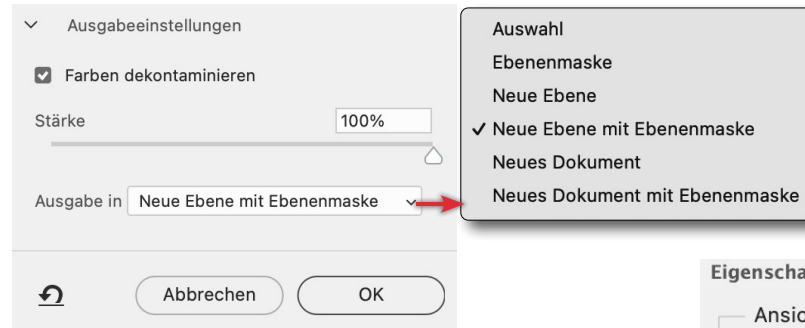 Ausgabeeinstellungen
Farben dekontaminieren
Stärke 100%
Ausgabe in Neue Ebene mit Ebenenmaske
Abbrechen OK
Auswahl
Ebenenmaske
Neue Ebene
✓ Neue Ebene mit Ebenenmaske
Neues Dokument
Neues Dokument mit Ebenenmaske